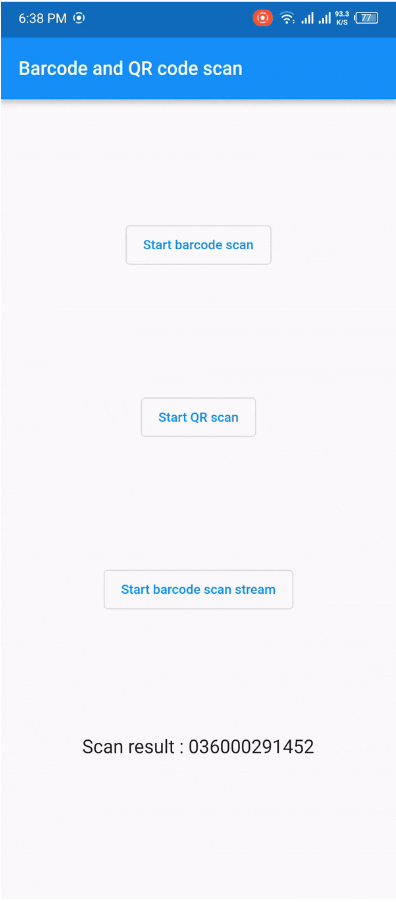 6:38 PM 93.3 K/S 77
Barcode and QR code scan
Start barcode scan
Start QR scan
Start barcode scan stream
Scan result : 036000291452